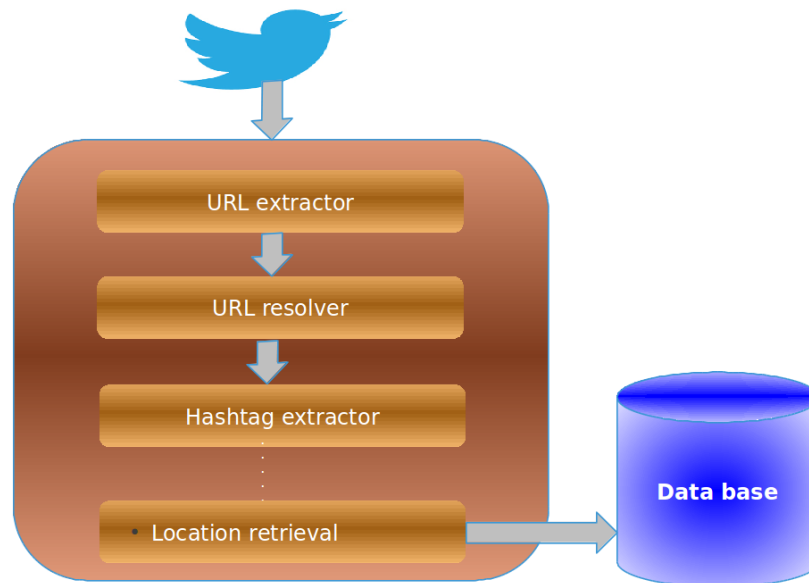 URL extractor
URL resolver
Hashtag extractor
• Location retrieval
Data base